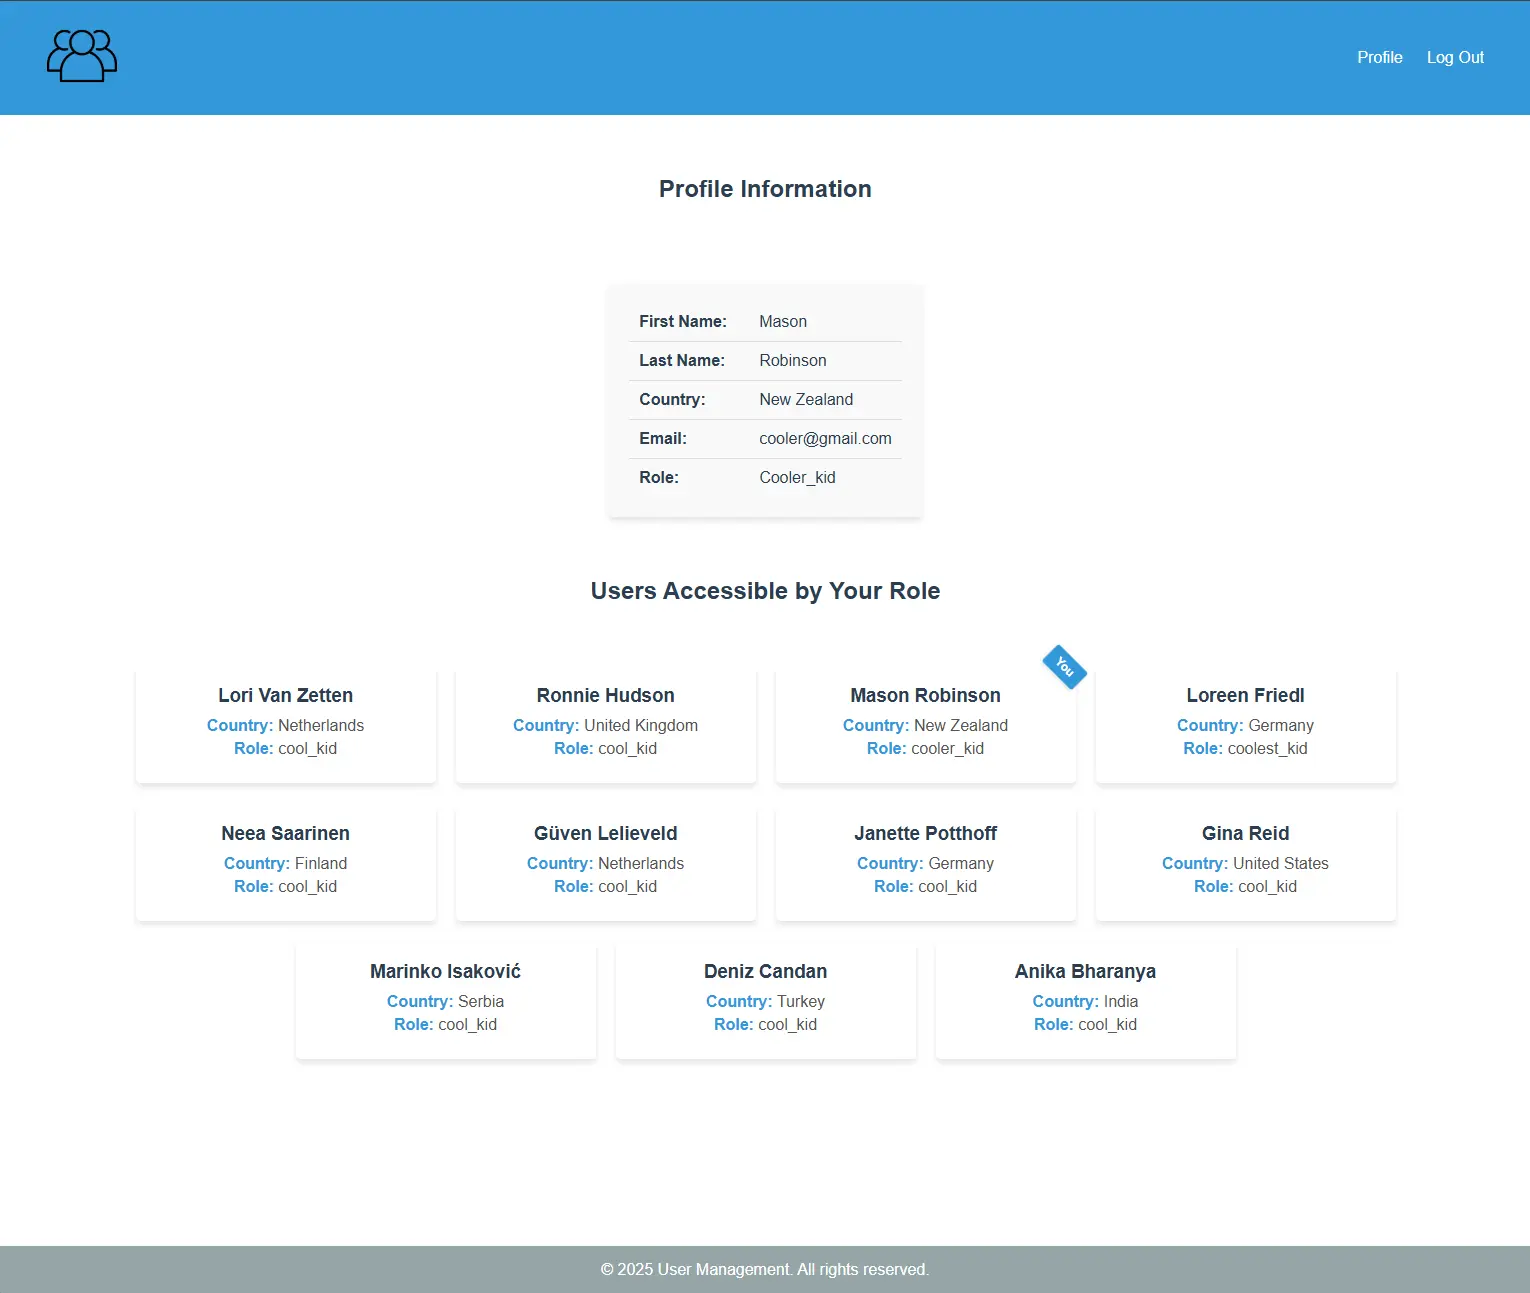 Profile Log Out
Profile Information
First Name: Mason
Last Name: Robinson
Country: New Zealand
Email: cooler@gmail.com
Role: Cooler_kid
Users Accessible by Your Role
Lori Van Zetten
Country: Netherlands
Role: cool_kid
Ronnie Hudson
Country: United Kingdom
Role: cool_kid
You
Mason Robinson
Country: New Zealand
Role: cooler_kid
Loreen Friedl
Country: Germany
Role: coolest_kid
Neea Saarinen
Country: Finland
Role: cool_kid
Güven Lelieveld
Country: Netherlands
Role: cool_kid
Janette Potthoff
Country: Germany
Role: cool_kid
Gina Reid
Country: United States
Role: cool_kid
Marinko Isaković
Country: Serbia
Role: cool_kid
Deniz Candan
Country: Turkey
Role: cool_kid
Anika Bharanya
Country: India
Role: cool_kid
© 2025 User Management. All rights reserved.